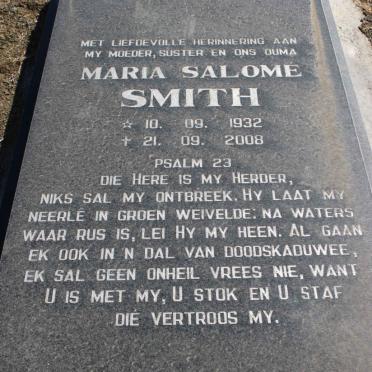 MET LIEFDEVOLLE HERINNERING AAN
MY MOEDER, SUSTER EN ONS OUMA
MARIA SALOME
SMITH
☆ 10. 09. 1932
✝ 21. 09. 2008
PSALM 23
DIE HERE IS MY HERDER,
NIKS SAL MY ONTBREEK. HY LAAT MY
NEERLÊ IN GROEN WEIVELDE: NA WATERS
WAAR RUS IS, LEI HY MY HEEN. AL GAAN
EK OOK IN N DAL VAN DOODSKADUWEE,
EK SAL GEEN ONHEIL VREES NIE, WANT
U IS MET MY, U STOK EN U STAF
DIÉ VERTROOS MY.